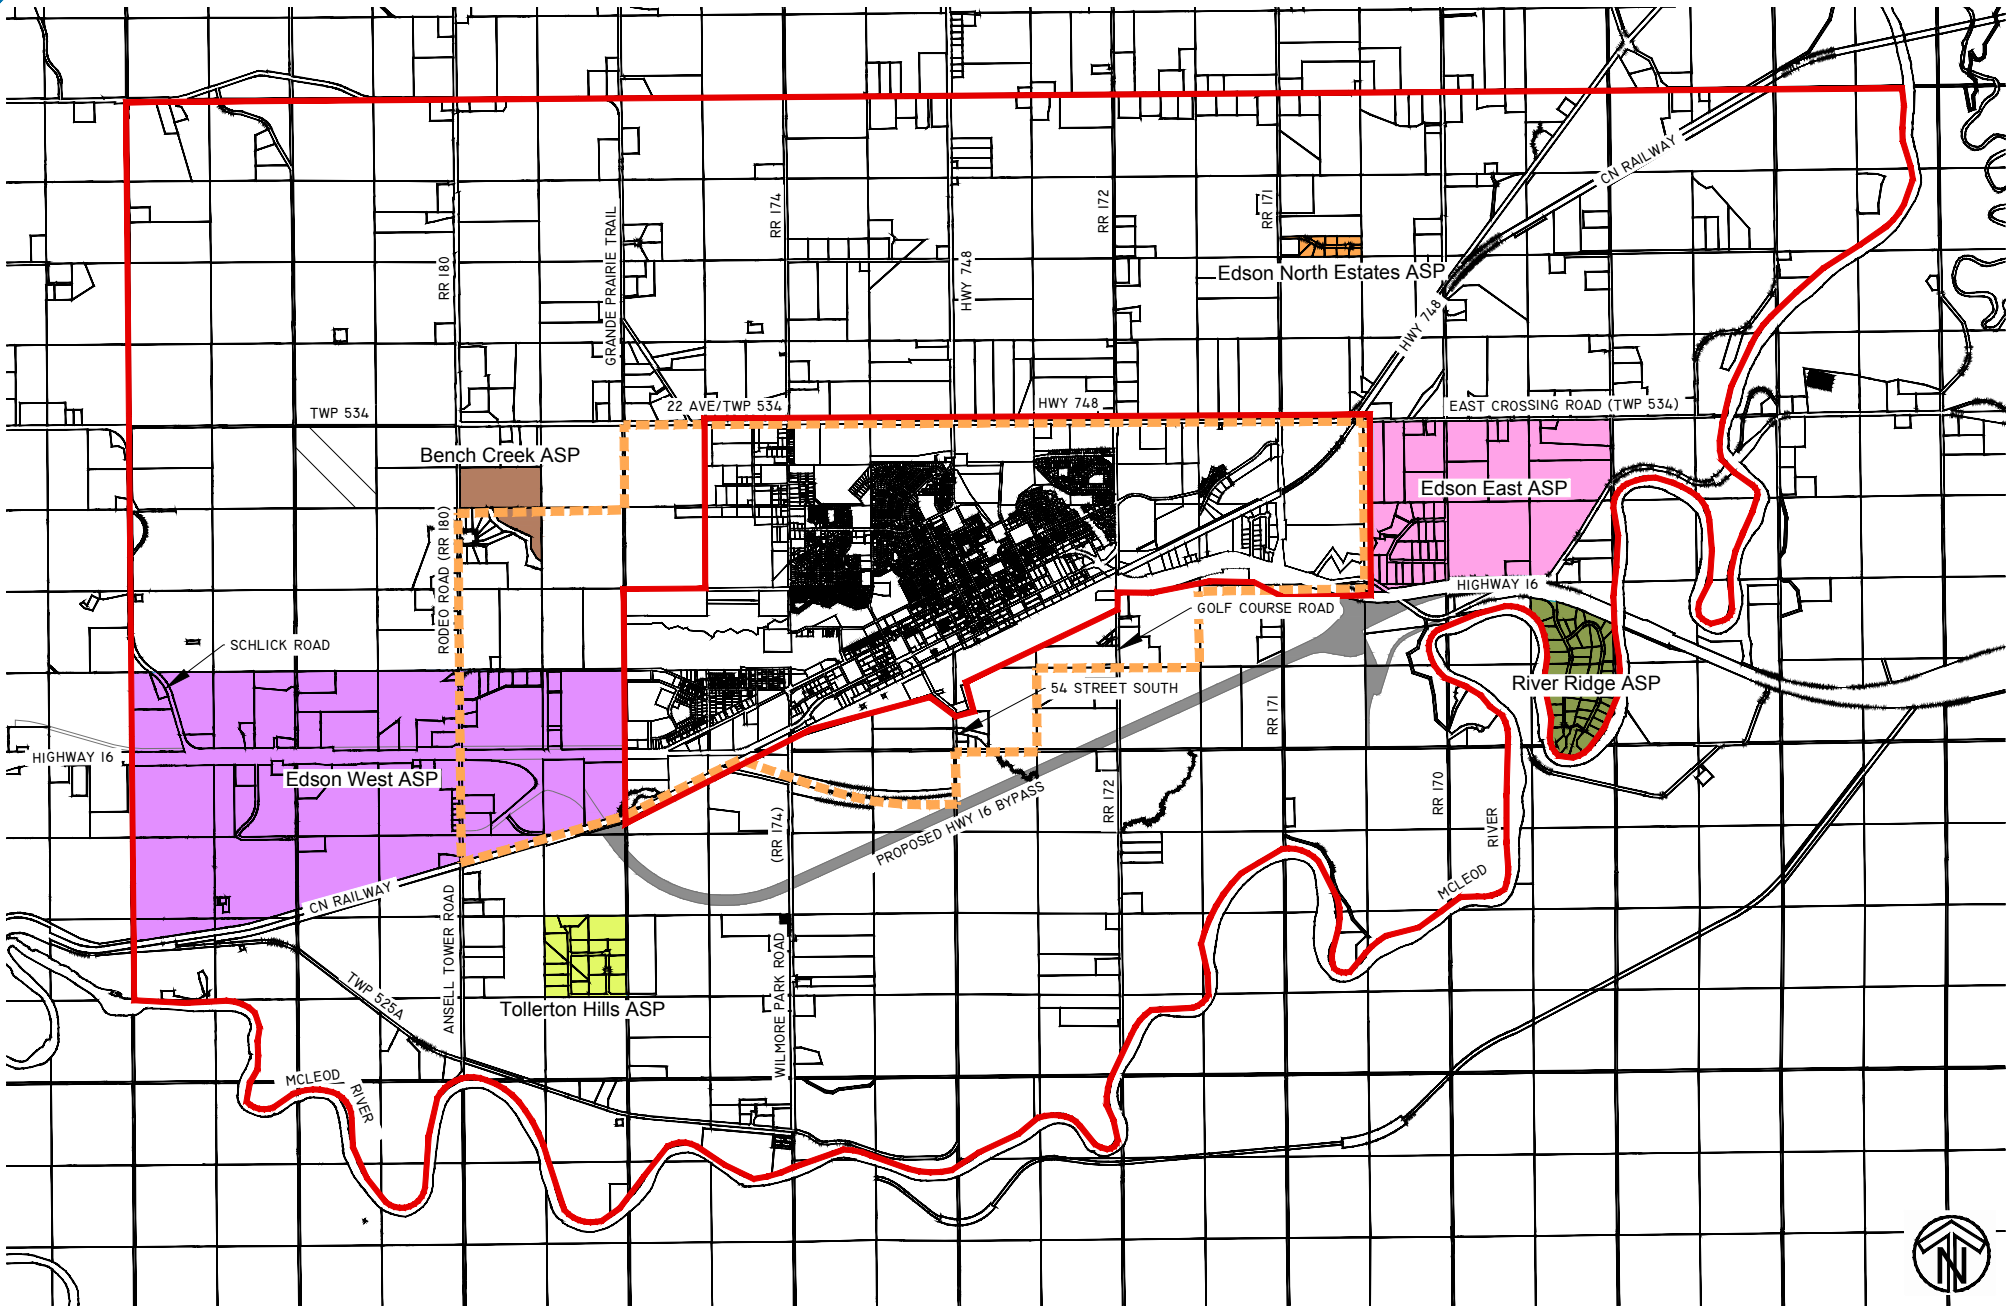 CN RAILWAY
RR 174
RR 172
RR 171
GRANDE PRAIRIE TRAIL
RR 180
HWY 748
Edson North Estates ASP
HWY 748
22 AVE/TWP 534
HWY 748
EAST CROSSING ROAD (TWP 534)
TWP 534
Bench Creek ASP
Edson East ASP
RODEO ROAD (RR 180)
HIGHWAY 16
GOLF COURSE ROAD
SCHLICK ROAD
54 STREET SOUTH
River Ridge ASP
RR 171
HIGHWAY 16
Edson West ASP
RR 172
RR 170
PROPOSED HWY 16 BYPASS
(RR 174)
WILMORE PARK ROAD
MCLEOD
RIVER
CN RAILWAY
ANSELL TOWER ROAD
TWP 525A
Tollerton Hills ASP
MCLEOD
RIVER
N